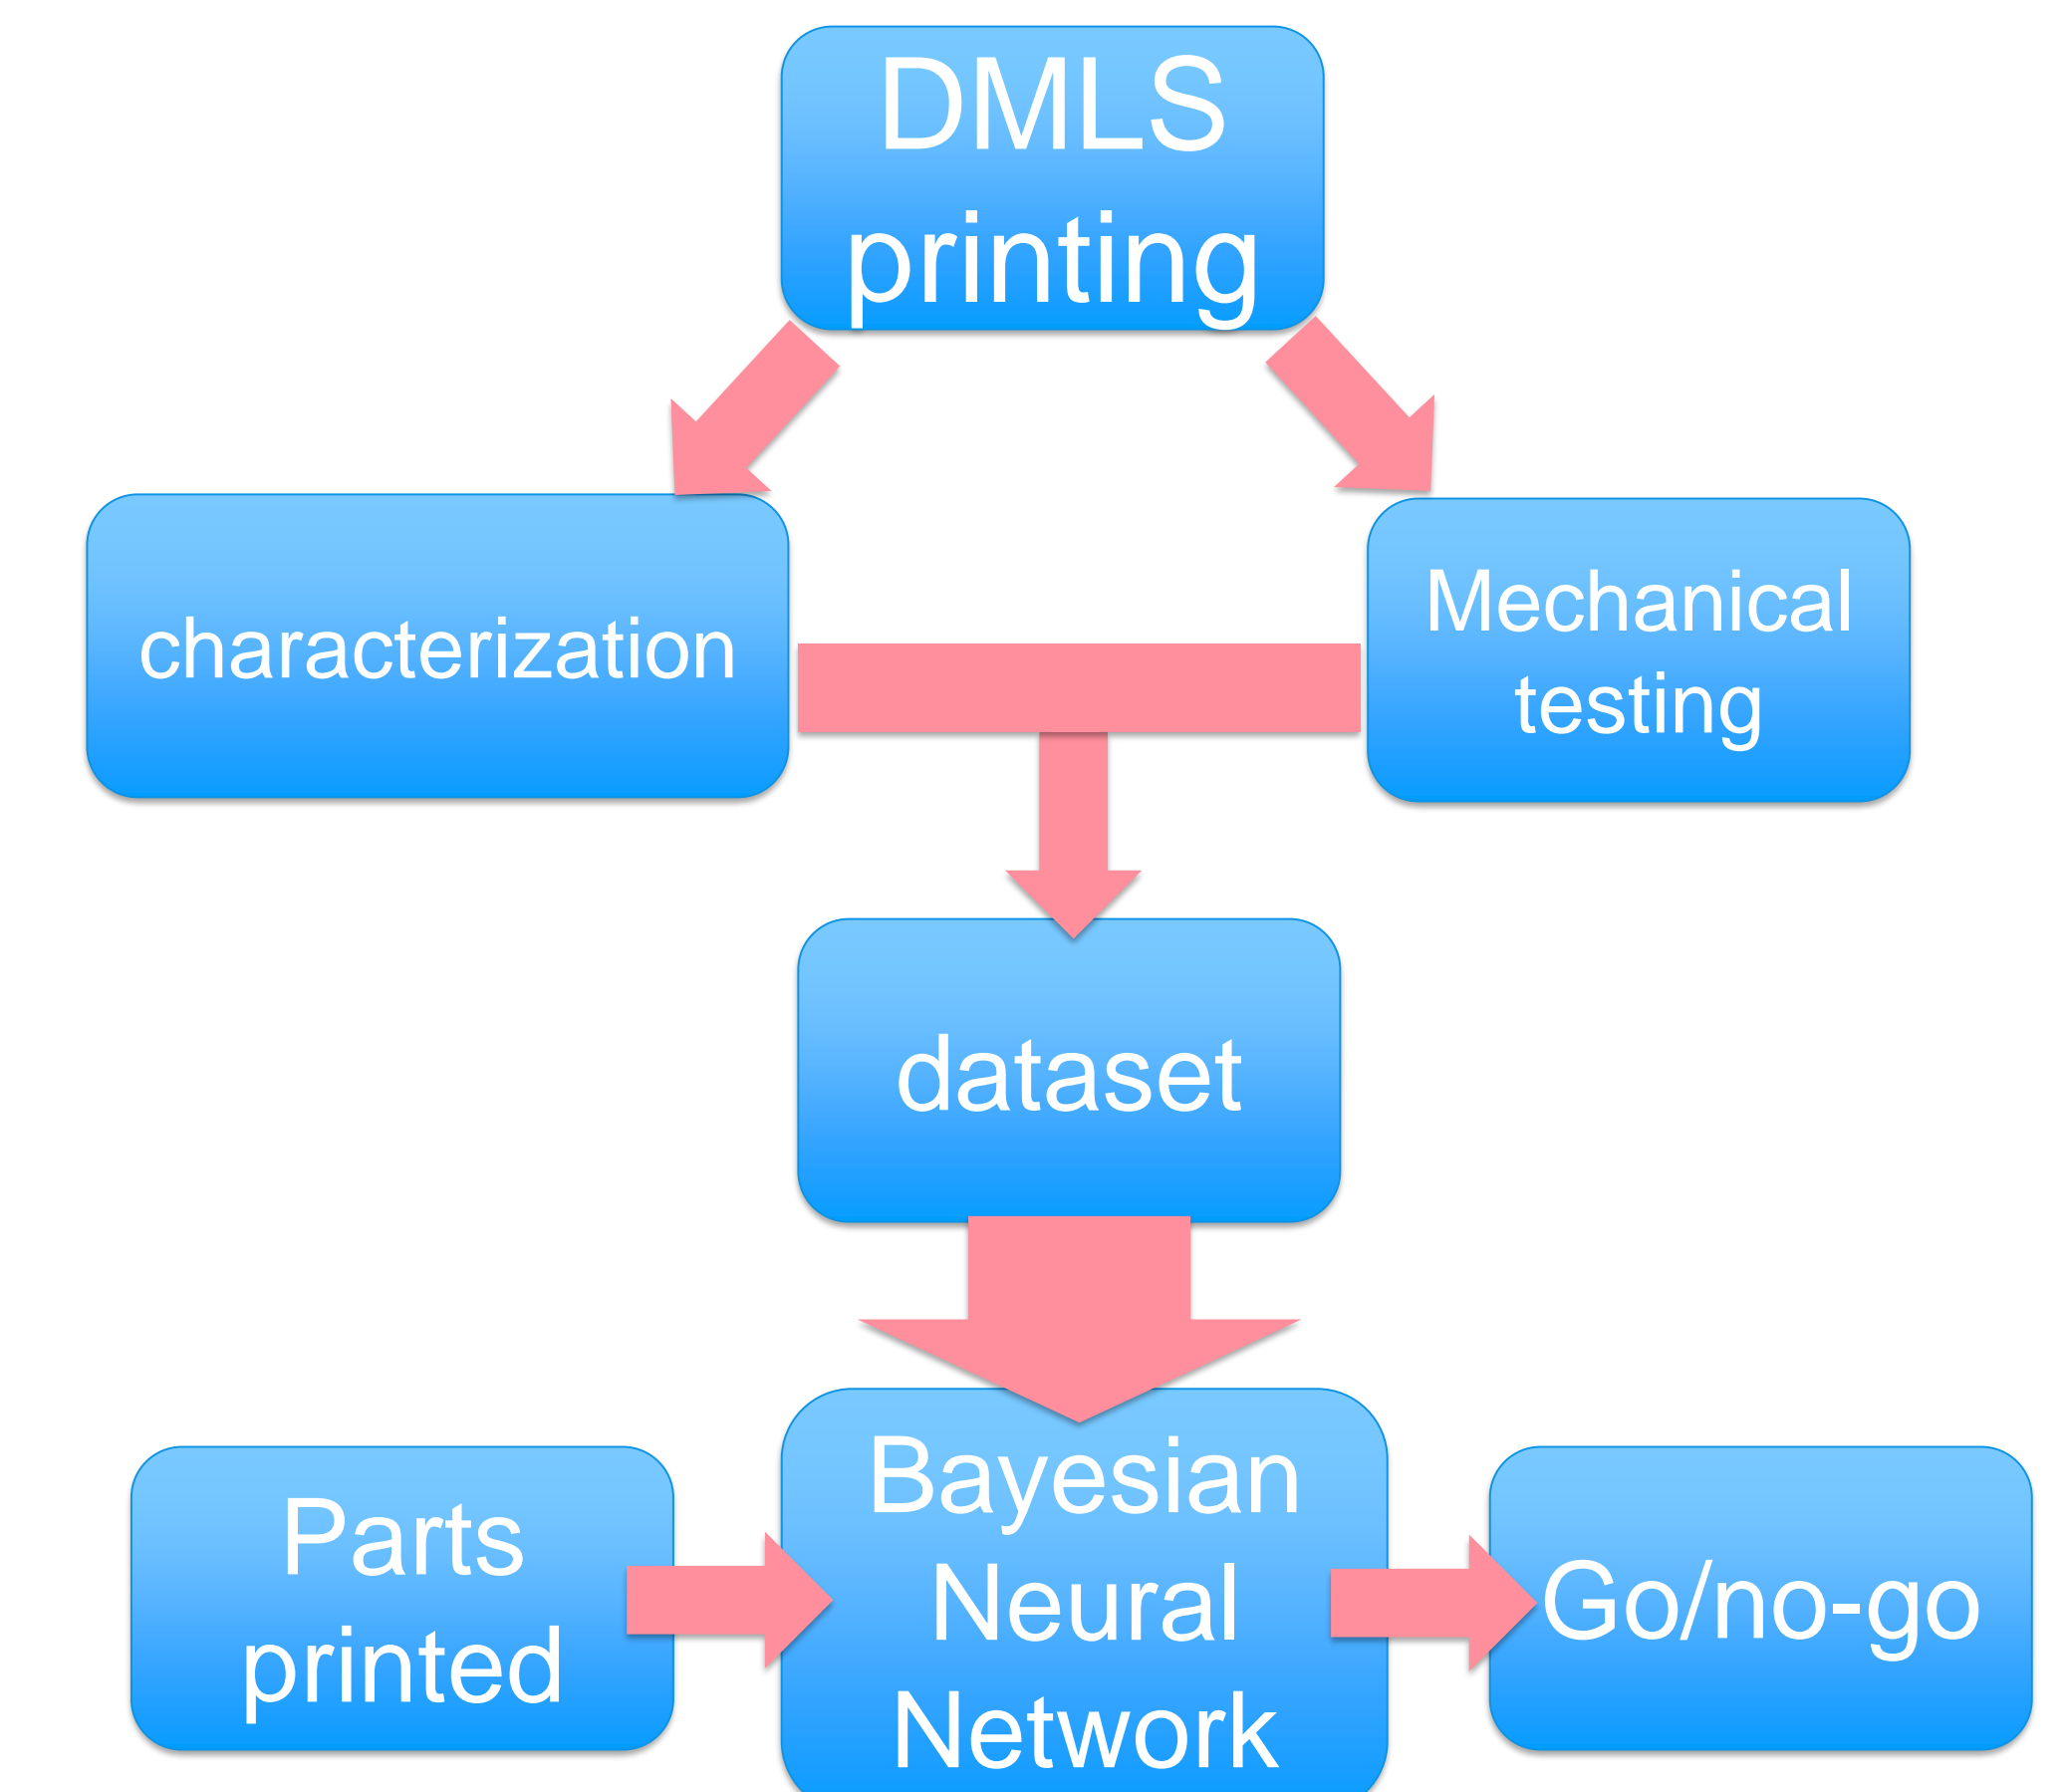 DMLS
printing
characterization
Mechanical
testing
dataset
Parts
printed
Bayesian
Neural
Network
Go/no-go